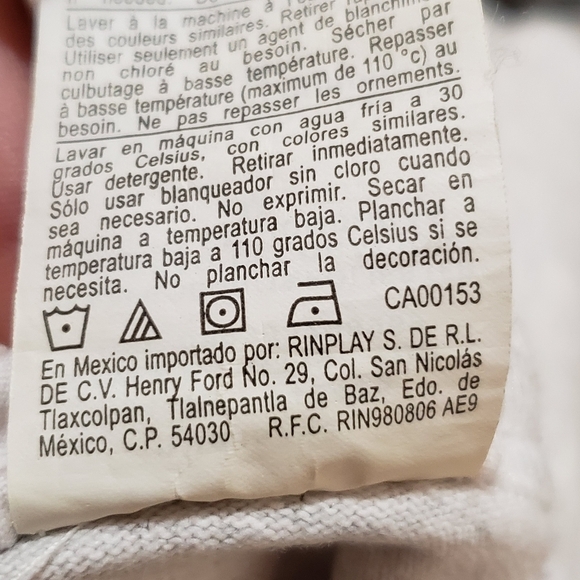 Laver à la machine à
des couleurs similaires. Retirer
Utiliser seulement un agent de blanchim
non chloré au besoin. Sécher par
culbutage à basse température. Repasser
à basse température (maximum de 110 °c) au
besoin. Ne pas repasser les ornements.
Lavar en máquina con agua fría a 30
grados Celsius, con colores similares.
Usar detergente. Retirar inmediatamente.
Sólo usar blanqueador sin cloro cuando
sea necesario. No exprimir. Secar en
máquina a temperatura baja. Planchar a
temperatura baja a 110 grados Celsius si se
necesita. No planchar la decoración.
CA00153
En Mexico importado por: RINPLAY S. DE R.L.
DE C.V. Henry Ford No. 29, Col. San Nicolás
Tlaxcolpan, Tlalnepantla de Baz, Edo. de
México, C.P. 54030 R.F.C. RIN980806 AE9